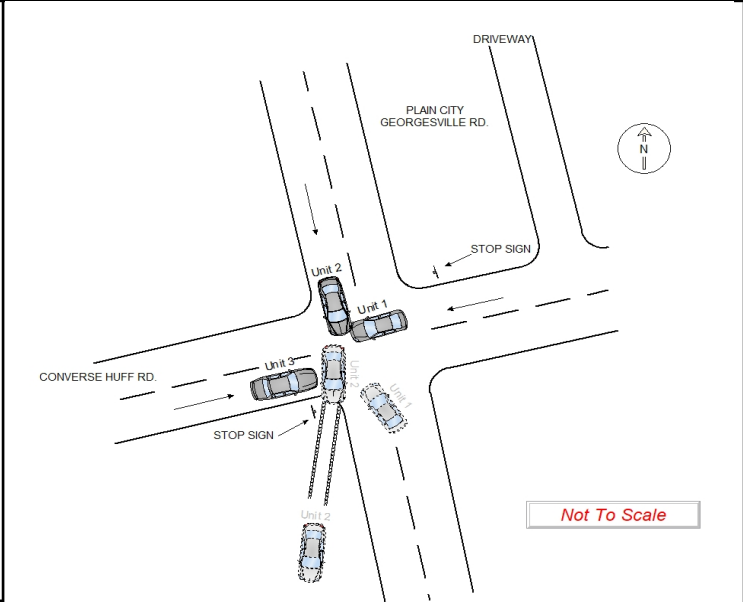 DRIVEWAY
PLAIN CITY
GEORGESVILLE RD.
N
STOP SIGN
Unit 2
Unit 1
Unit 3
Unit 2
Unit 1
CONVERSE HUFF RD.
STOP SIGN
Unit 2
Not To Scale